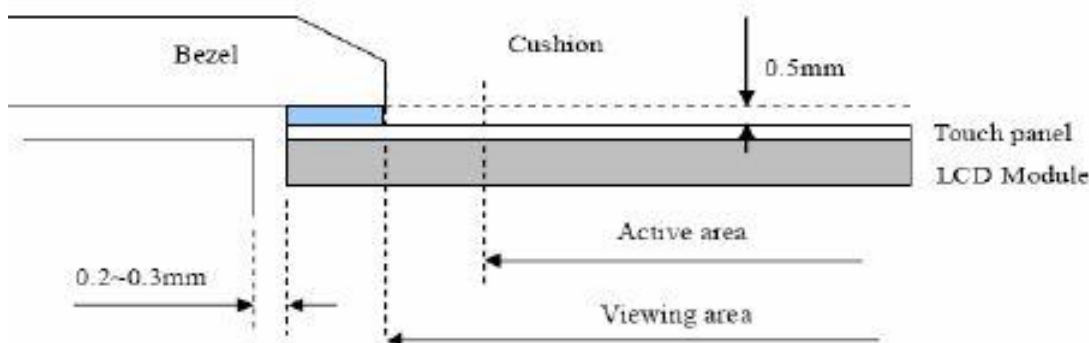 Cushion
Bezel
0.5mm
Touch panel
LCD Module
Active area
0.2~0.3mm
Viewing area